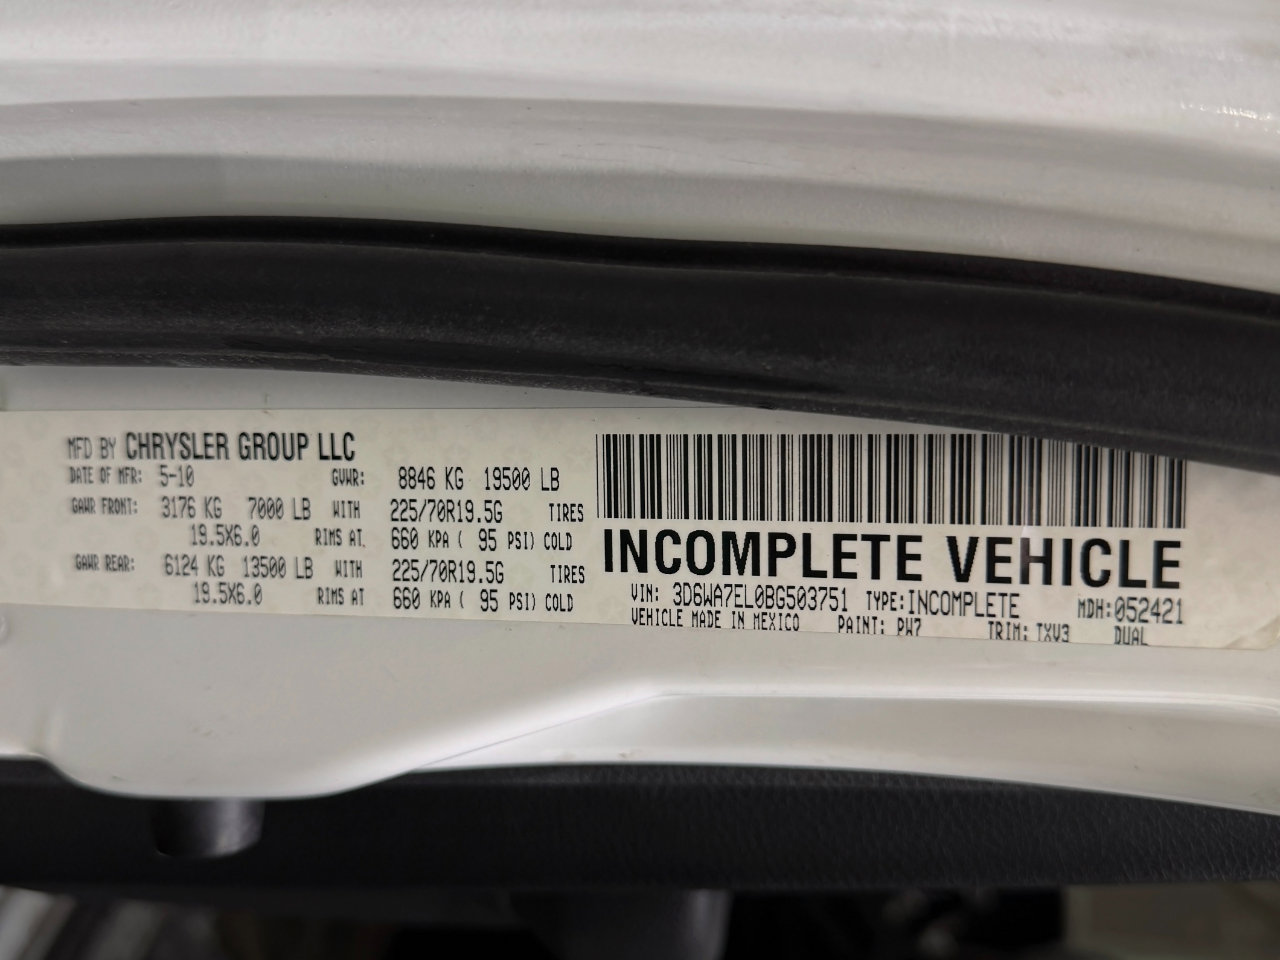 MFD BY CHRYSLER GROUP LLC
DATE OF MFR: 5-10 GVWR: 8846 KG 19500 LB
GAWR FRONT: 3176 KG 7000 LB WITH 225/70R19.5G TIRES
19.5X6.0 RIMS AT 660 KPA ( 95 PSI) COLD
GAWR REAR: 6124 KG 13500 LB WITH 225/70R19.5G TIRES
19.5X6.0 RIMS AT 660 KPA ( 95 PSI) COLD
INCOMPLETE VEHICLE
VIN: 3D6WA7EL0BG503751 TYPE:INCOMPLETE MDH:052421
VEHICLE MADE IN MEXICO PAINT: PW7 TRIM: TXV3 DUAL